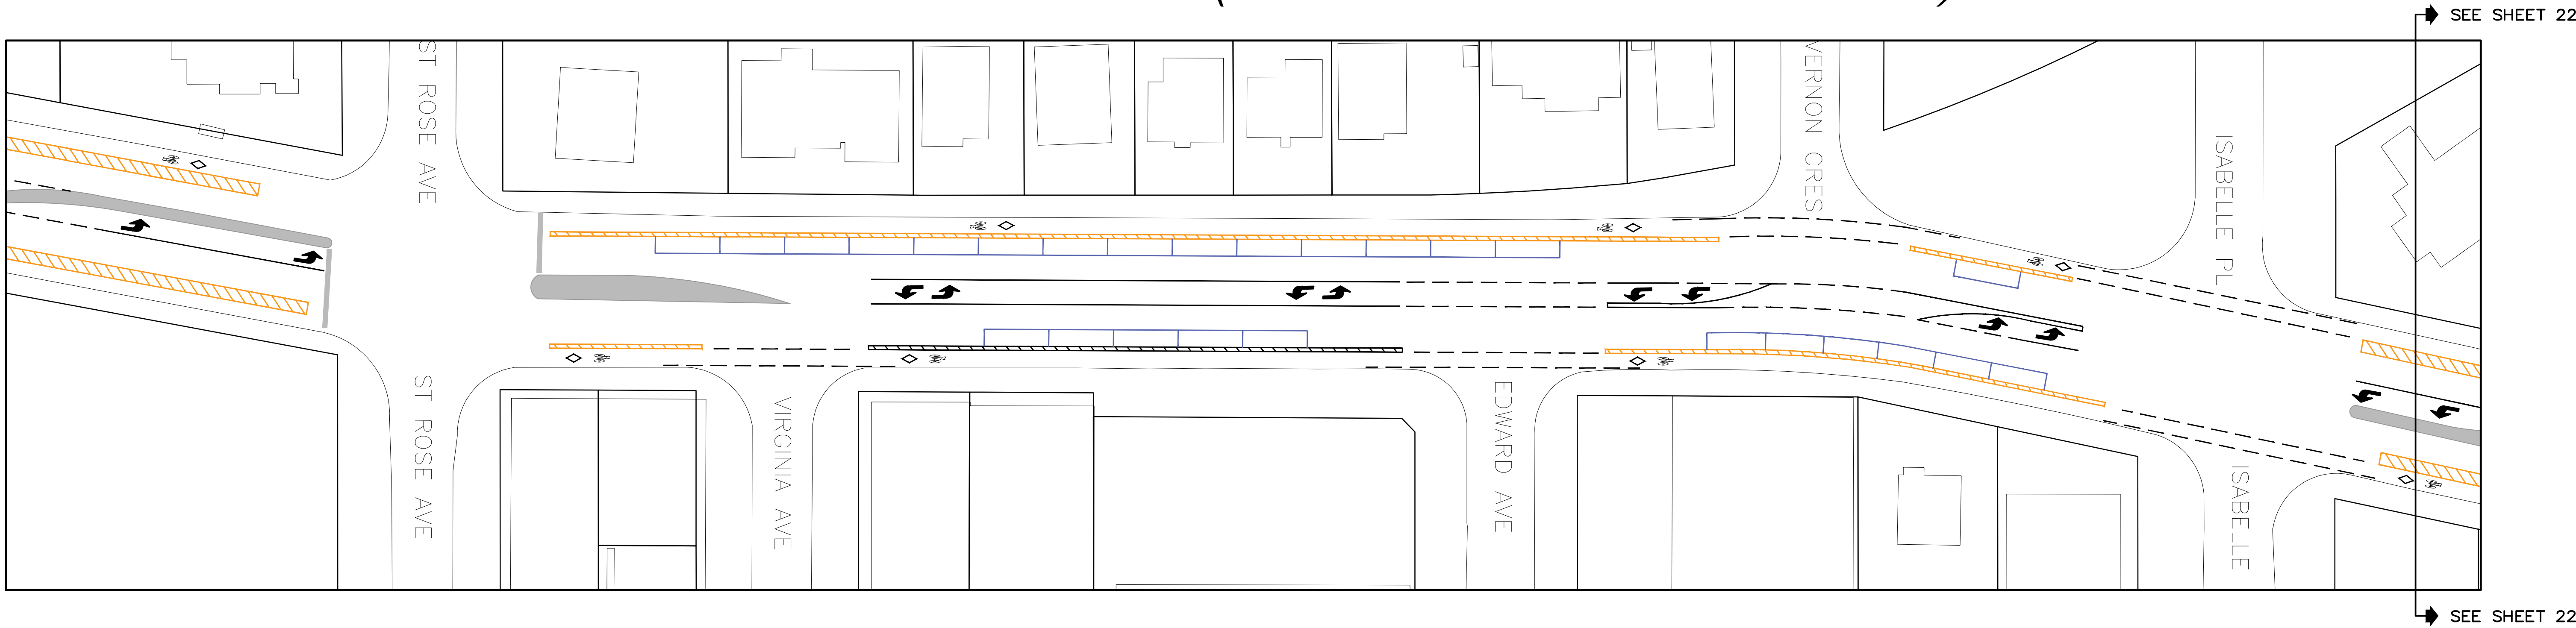 SEE SHEET 22
ST ROSE AVE
VERNON CRES
ISABELLE PL
ST ROSE AVE
VIRGINIA AVE
EDWARD AVE
ISABELLE
SEE SHEET 22